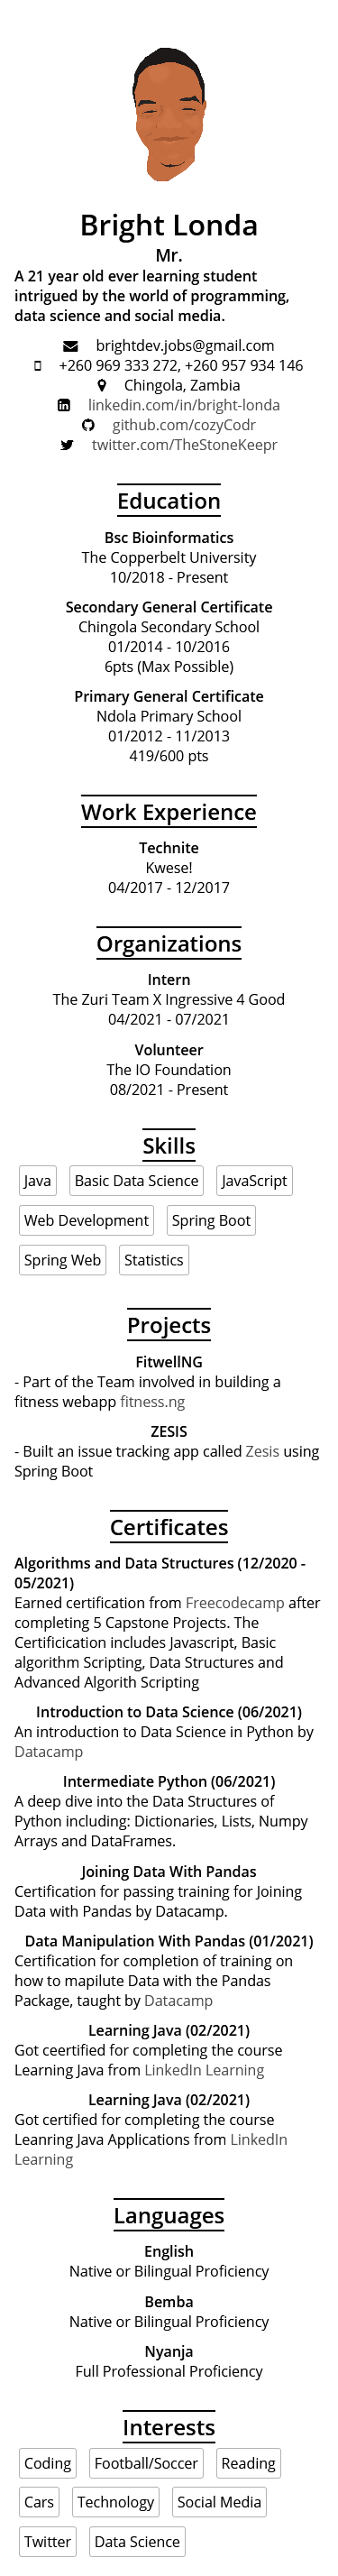 Bright Londa
Mr.
A 21 year old ever learning student
intrigued by the world of programming,
data science and social media.
brightdev.jobs@gmail.com
+260 969 333 272, +260 957 934 146
Chingola, Zambia
linkedin.com/in/bright-londa
github.com/cozyCodr
twitter.com/TheStoneKeepr
Education
Bsc Bioinformatics
The Copperbelt University
10/2018 - Present
Secondary General Certificate
Chingola Secondary School
01/2014 - 10/2016
6pts (Max Possible)
Primary General Certificate
Ndola Primary School
01/2012 - 11/2013
419/600 pts
Work Experience
Technite
Kwese!
04/2017 - 12/2017
Organizations
Intern
The Zuri Team X Ingressive 4 Good
04/2021 - 07/2021
Volunteer
The IO Foundation
08/2021 - Present
Skills
Java Basic Data Science JavaScript
Web Development Spring Boot
Spring Web Statistics
Projects
FitwellNG
- Part of the Team involved in building a
fitness webapp fitness.ng
ZESIS
- Built an issue tracking app called Zesis using
Spring Boot
Certificates
Algorithms and Data Structures (12/2020 -
05/2021)
Earned certification from Freecodecamp after
completing 5 Capstone Projects. The
Certificication includes Javascript, Basic
algorithm Scripting, Data Structures and
Advanced Algorith Scripting
Introduction to Data Science (06/2021)
An introduction to Data Science in Python by
Datacamp
Intermediate Python (06/2021)
A deep dive into the Data Structures of
Python including: Dictionaries, Lists, Numpy
Arrays and DataFrames.
Joining Data With Pandas
Certification for passing training for Joining
Data with Pandas by Datacamp.
Data Manipulation With Pandas (01/2021)
Certification for completion of training on
how to mapilute Data with the Pandas
Package, taught by Datacamp
Learning Java (02/2021)
Got ceertified for completing the course
Learning Java from LinkedIn Learning
Learning Java (02/2021)
Got certified for completing the course
Leanring Java Applications from LinkedIn
Learning
Languages
English
Native or Bilingual Proficiency
Bemba
Native or Bilingual Proficiency
Nyanja
Full Professional Proficiency
Interests
Coding Football/Soccer Reading
Cars Technology Social Media
Twitter Data Science